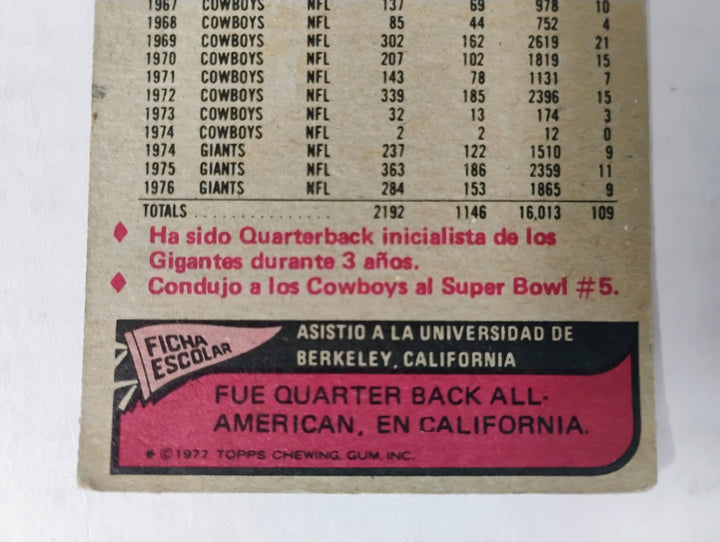 1967 COWBOYS NFL 137 69 978 10
1968 COWBOYS NFL 85 44 752 4
1969 COWBOYS NFL 302 162 2619 21
1970 COWBOYS NFL 207 102 1819 15
1971 COWBOYS NFL 143 78 1131 7
1972 COWBOYS NFL 339 185 2396 15
1973 COWBOYS NFL 32 13 174 3
1974 COWBOYS NFL 2 2 12 0
1974 GIANTS NFL 237 122 1510 9
1975 GIANTS NFL 363 186 2359 11
1976 GIANTS NFL 284 153 1865 9
TOTALS ................ 2192 1146 16,013 109
♦ Ha sido Quarterback inicialista de los
Gigantes durante 3 años.
♦ Condujo a los Cowboys al Super Bowl #5.
FICHA
ESCOLAR
ASISTIO A LA UNIVERSIDAD DE
BERKELEY, CALIFORNIA
FUE QUARTER BACK ALL-
AMERICAN, EN CALIFORNIA.
* © 1977 TOPPS CHEWING GUM, INC.